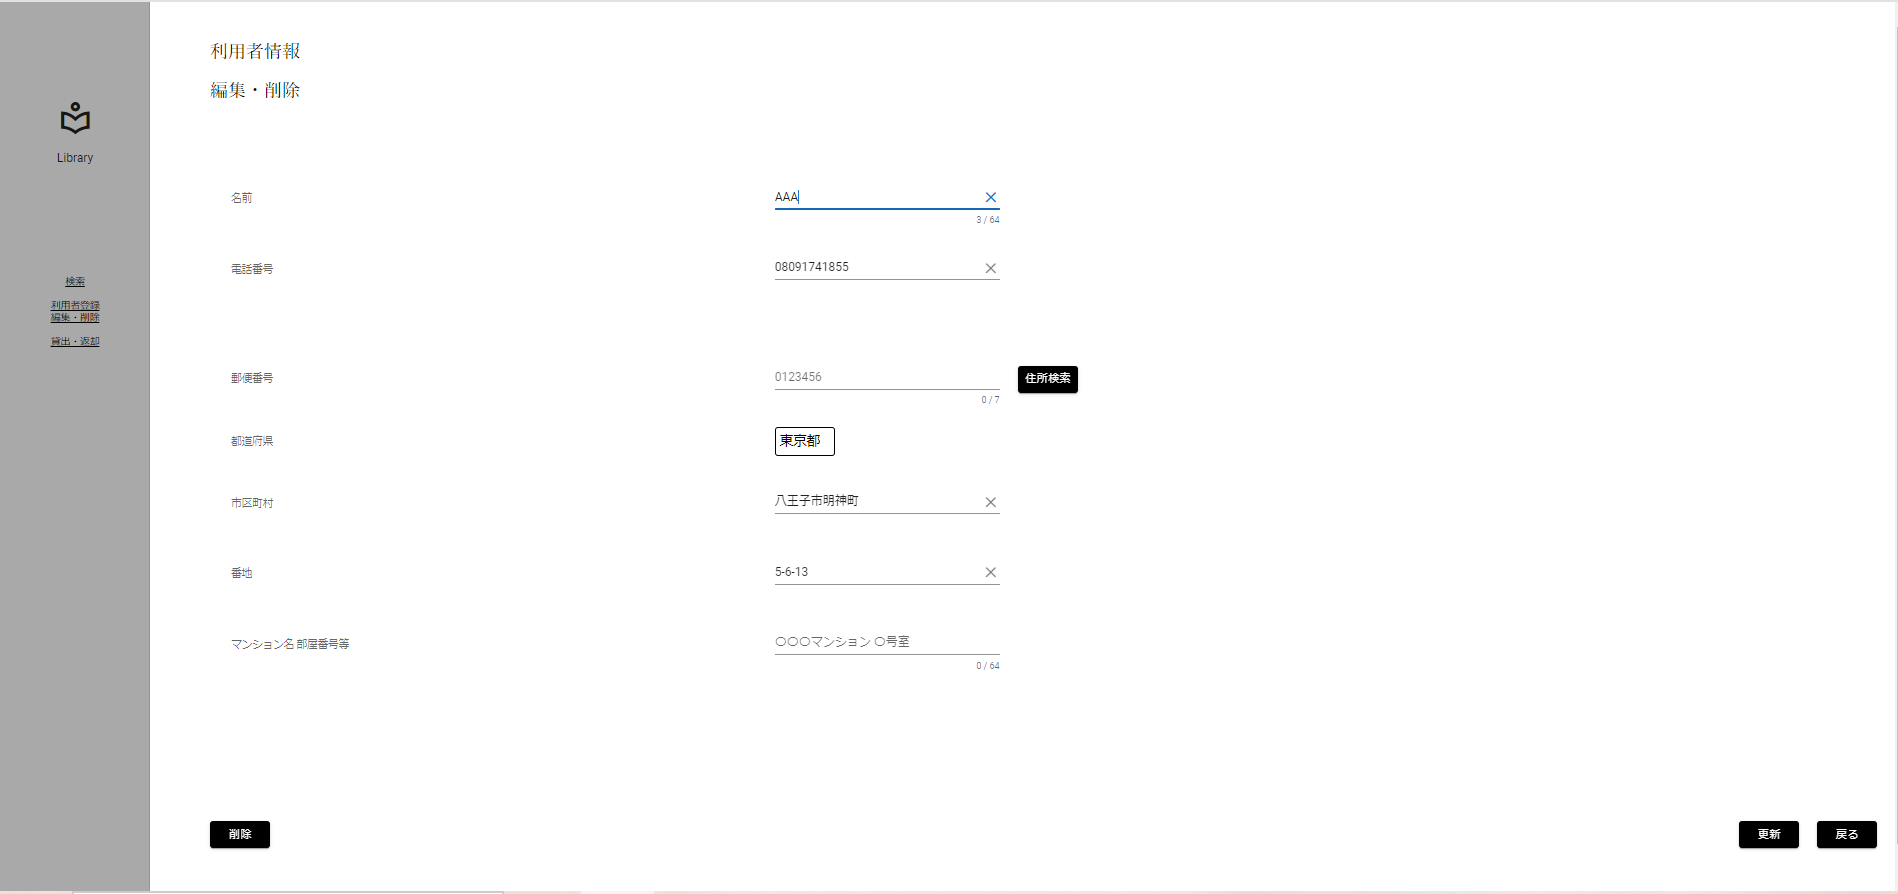 利用者情報
編集・削除
Library
検索
利用者登録
編集・削除
貸出・返却
名前
AAA
3 / 64
電話番号
08091741855
郵便番号
0123456
住所検索
0 / 7
都道府県
東京都
市区町村
八王子市明神町
番地
5-6-13
マンション名 部屋番号等
〇〇〇マンション 〇号室
0 / 64
削除
更新
戻る